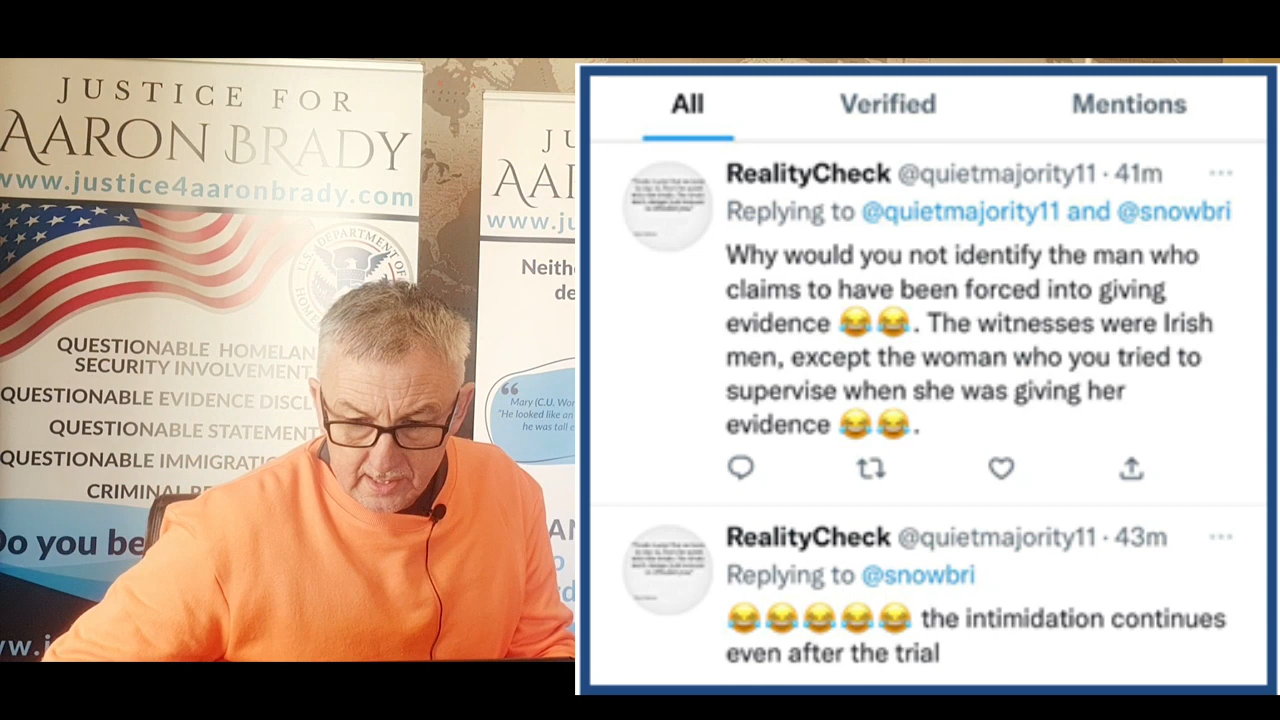 JUSTICE FOR
AARON BRADY
www.justice4aaronbrady.com
U.S. DEPARTMENT OF
QUESTIONABLE HOMELAN
SECURITY INVOLVEMENT
QUESTIONABLE EVIDENCE DISCL
QUESTIONABLE STATEMENT
QUESTIONABLE IMMIGRATIO
CRIMINAL RE
Do you be
JU
AA
www.j
Neith
de
“
Mary (C.U. Wor
"He looked like an
he was tall e
All Verified Mentions
RealityCheck @quietmajority11 · 41m ···
Replying to @quietmajority11 and @snowbri
Why would you not identify the man who
claims to have been forced into giving
evidence 😂😂. The witnesses were Irish
men, except the woman who you tried to
supervise when she was giving her
evidence 😂😂.
RealityCheck @quietmajority11 · 43m ···
Replying to @snowbri
😂😂😂😂😂 the intimidation continues
even after the trial